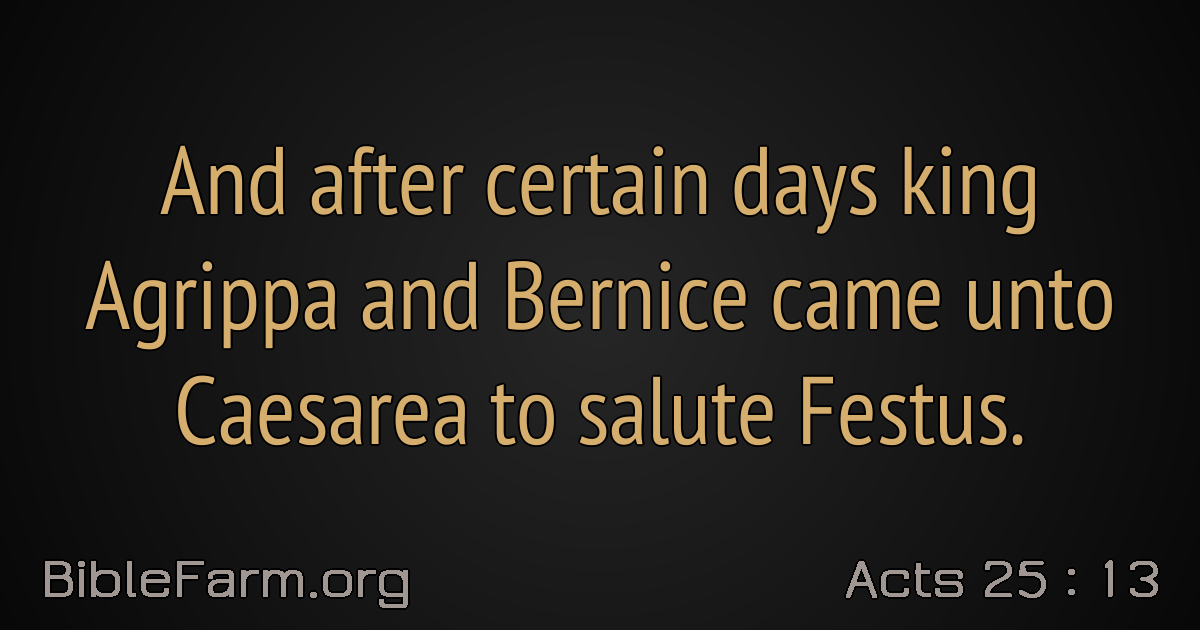 And after certain days king
Agrippa and Bernice came unto
Caesarea to salute Festus.
BibleFarm.org
Acts 25 : 13